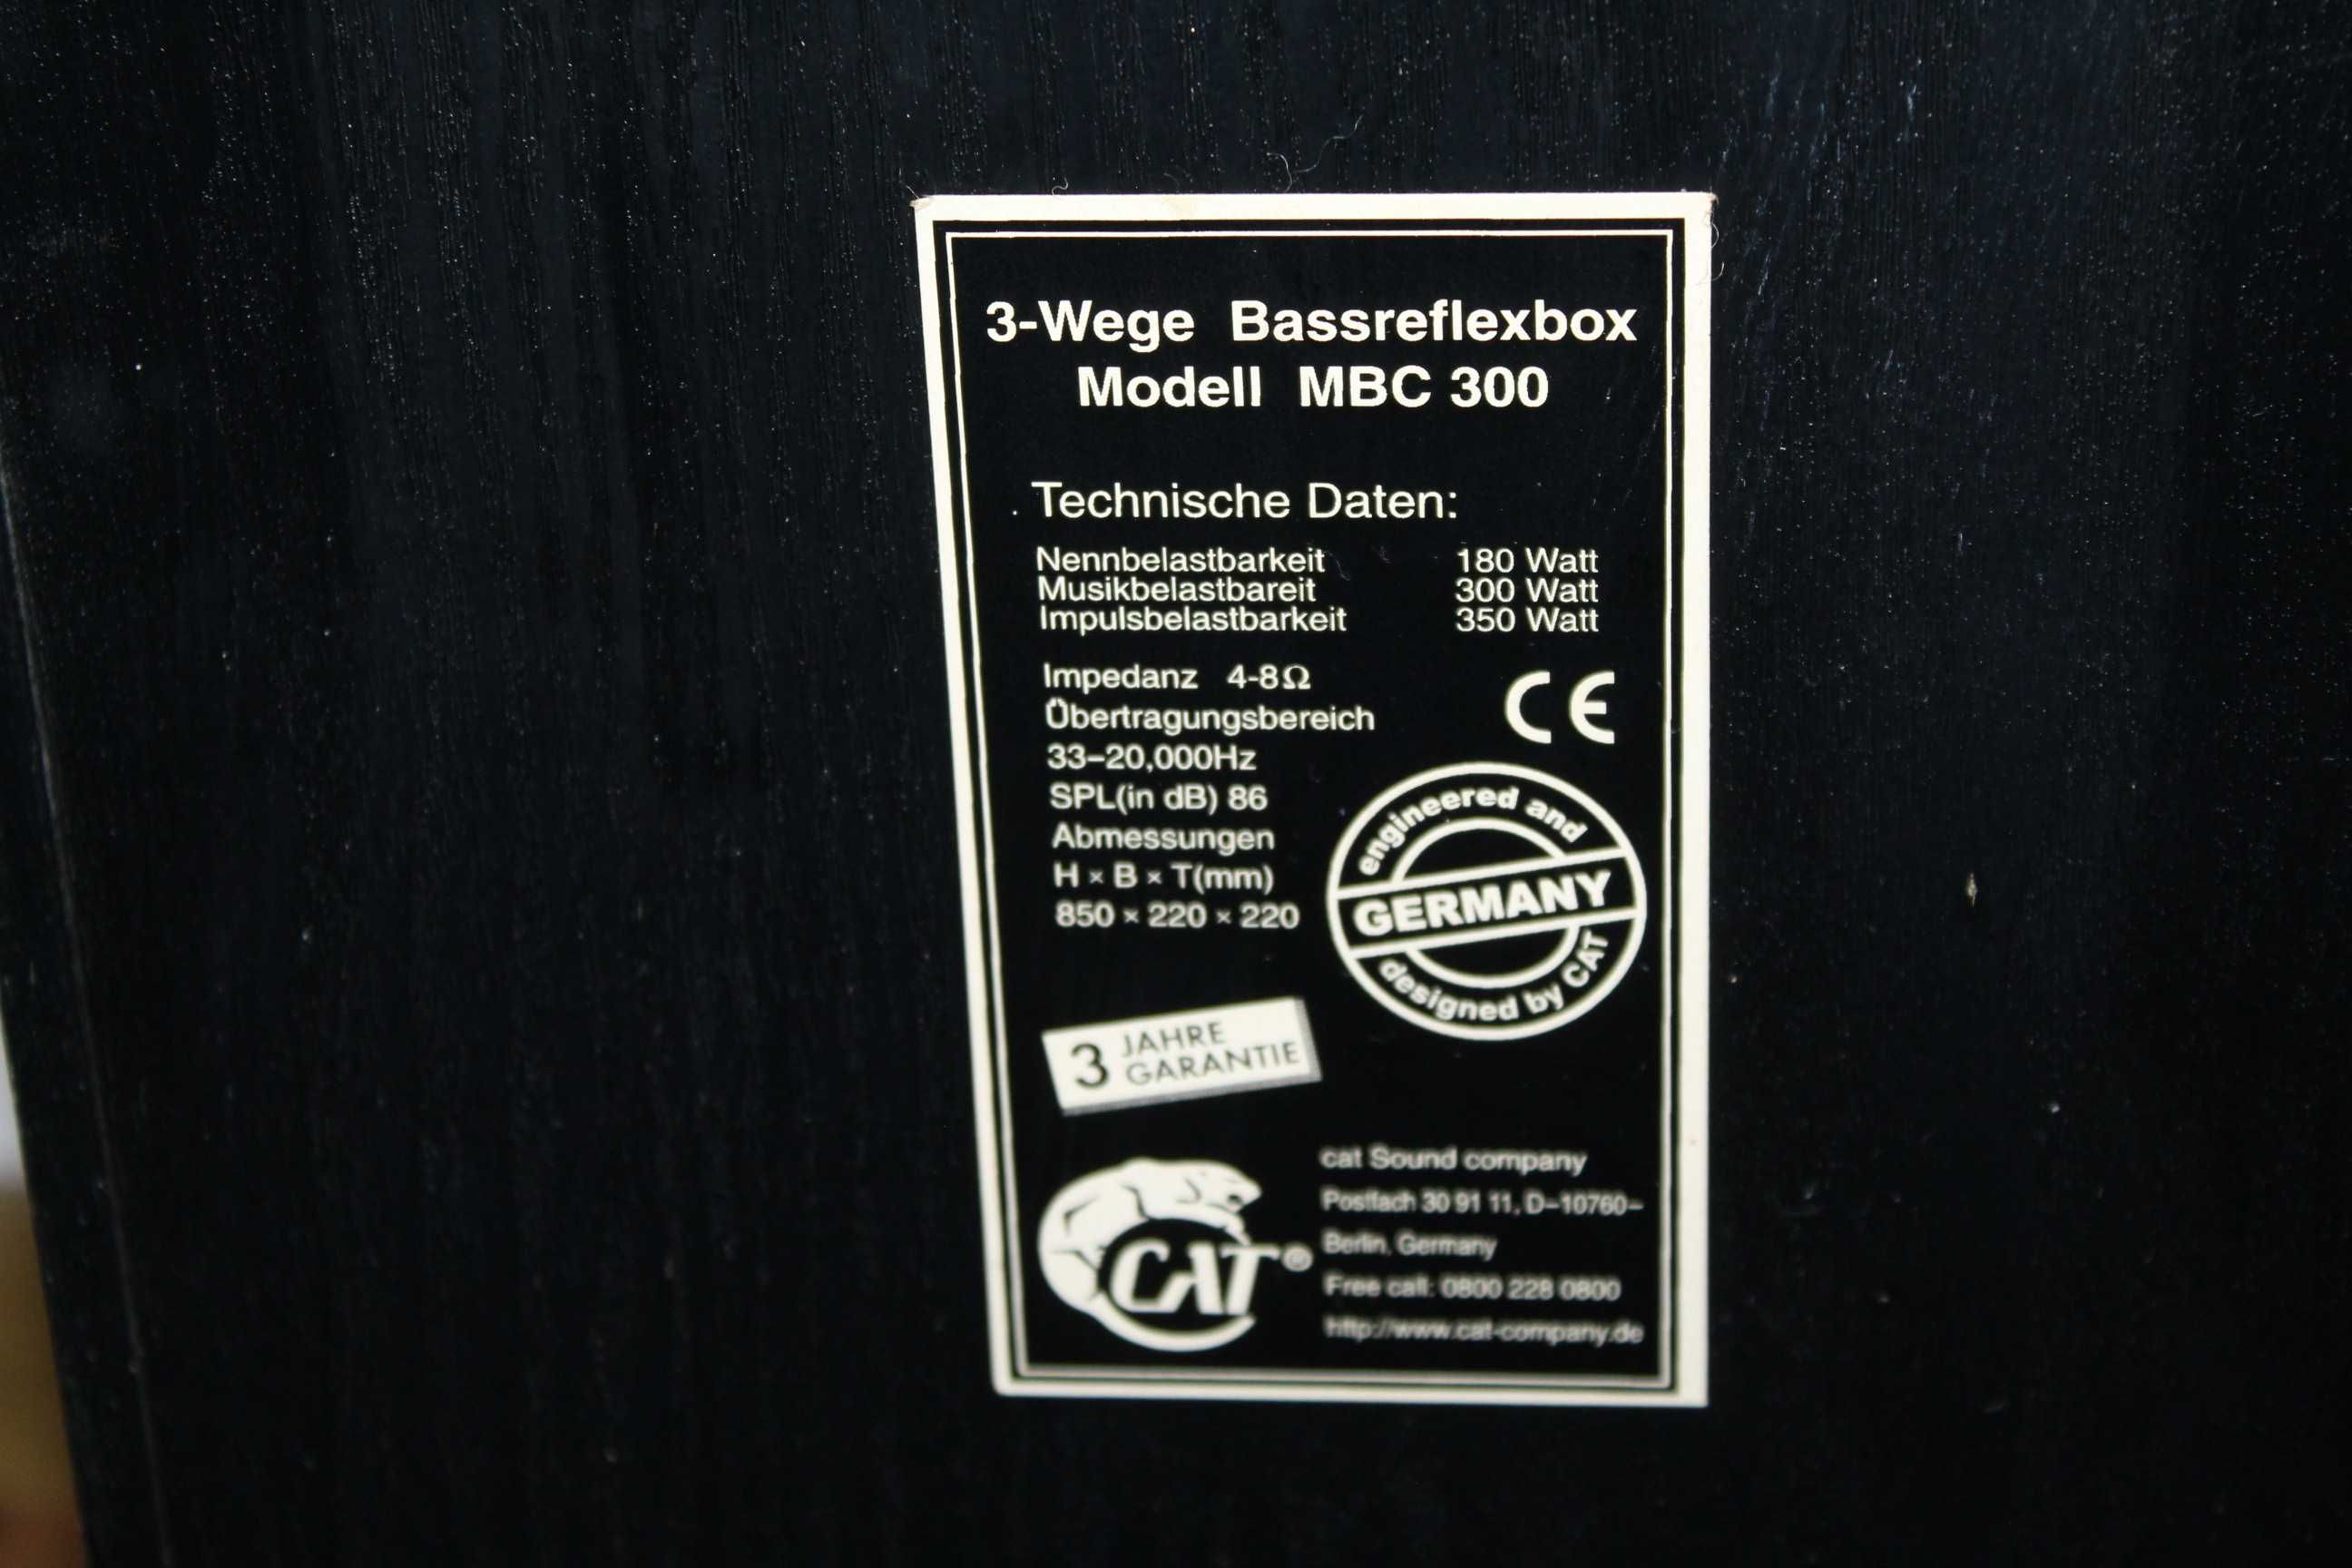 3-Wege Bassreflexbox
Modell MBC 300
Technische Daten:
Nennbelastbarkeit 180 Watt
Musikbelastbareit 300 Watt
Impulsbelastbarkeit 350 Watt
Impedanz 4-8Ω
Übertragungsbereich
33–20,000Hz
SPL(in dB) 86
Abmessungen
H × B × T(mm)
850 × 220 × 220
CE
engineered and
GERMANY
designed by CAT
3 JAHRE
GARANTIE
CAT®
cat Sound company
Postfach 30 91 11, D–10760–
Berlin, Germany
Free call: 0800 228 0800
http://www.cat-company.de